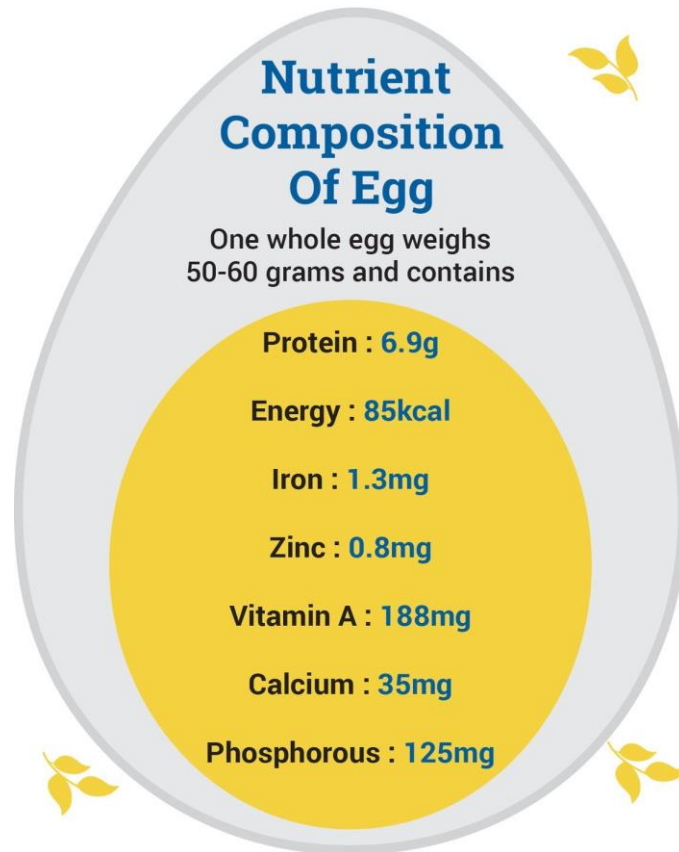 Nutrient
Composition
Of Egg
One whole egg weighs
50-60 grams and contains
Protein : 6.9g
Energy : 85kcal
Iron : 1.3mg
Zinc : 0.8mg
Vitamin A : 188mg
Calcium : 35mg
Phosphorous : 125mg